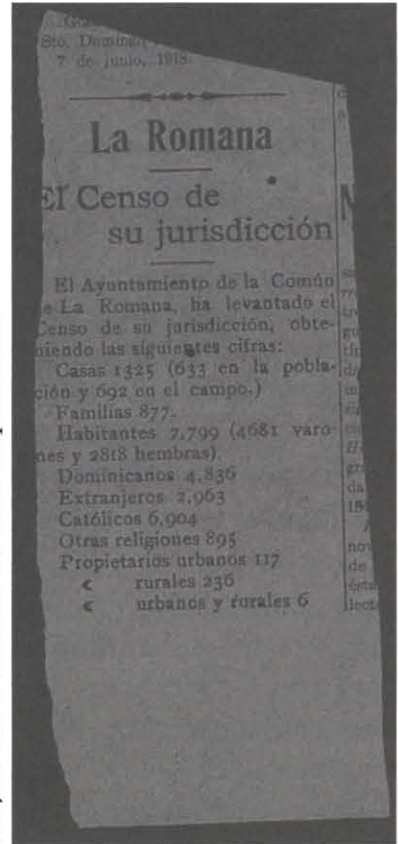 Sto. Domingo
7 de junio, 1918
La Romana
El Censo de
su jurisdicción
El Ayuntamiento de la Común
de La Romana, ha levantado el
Censo de su jurisdicción, obte-
niendo las siguientes cifras:
Casas 1325 (633 en la pobla-
ción y 692 en el campo.)
Familias 877.
Habitantes 7,799 (4681 varo-
nes y 2818 hembras).
Dominicanos 4,836
Extranjeros 2,963
Católicos 6,904
Otras religiones 895
Propietarios urbanos 117
« rurales 236
« urbanos y rurales 6